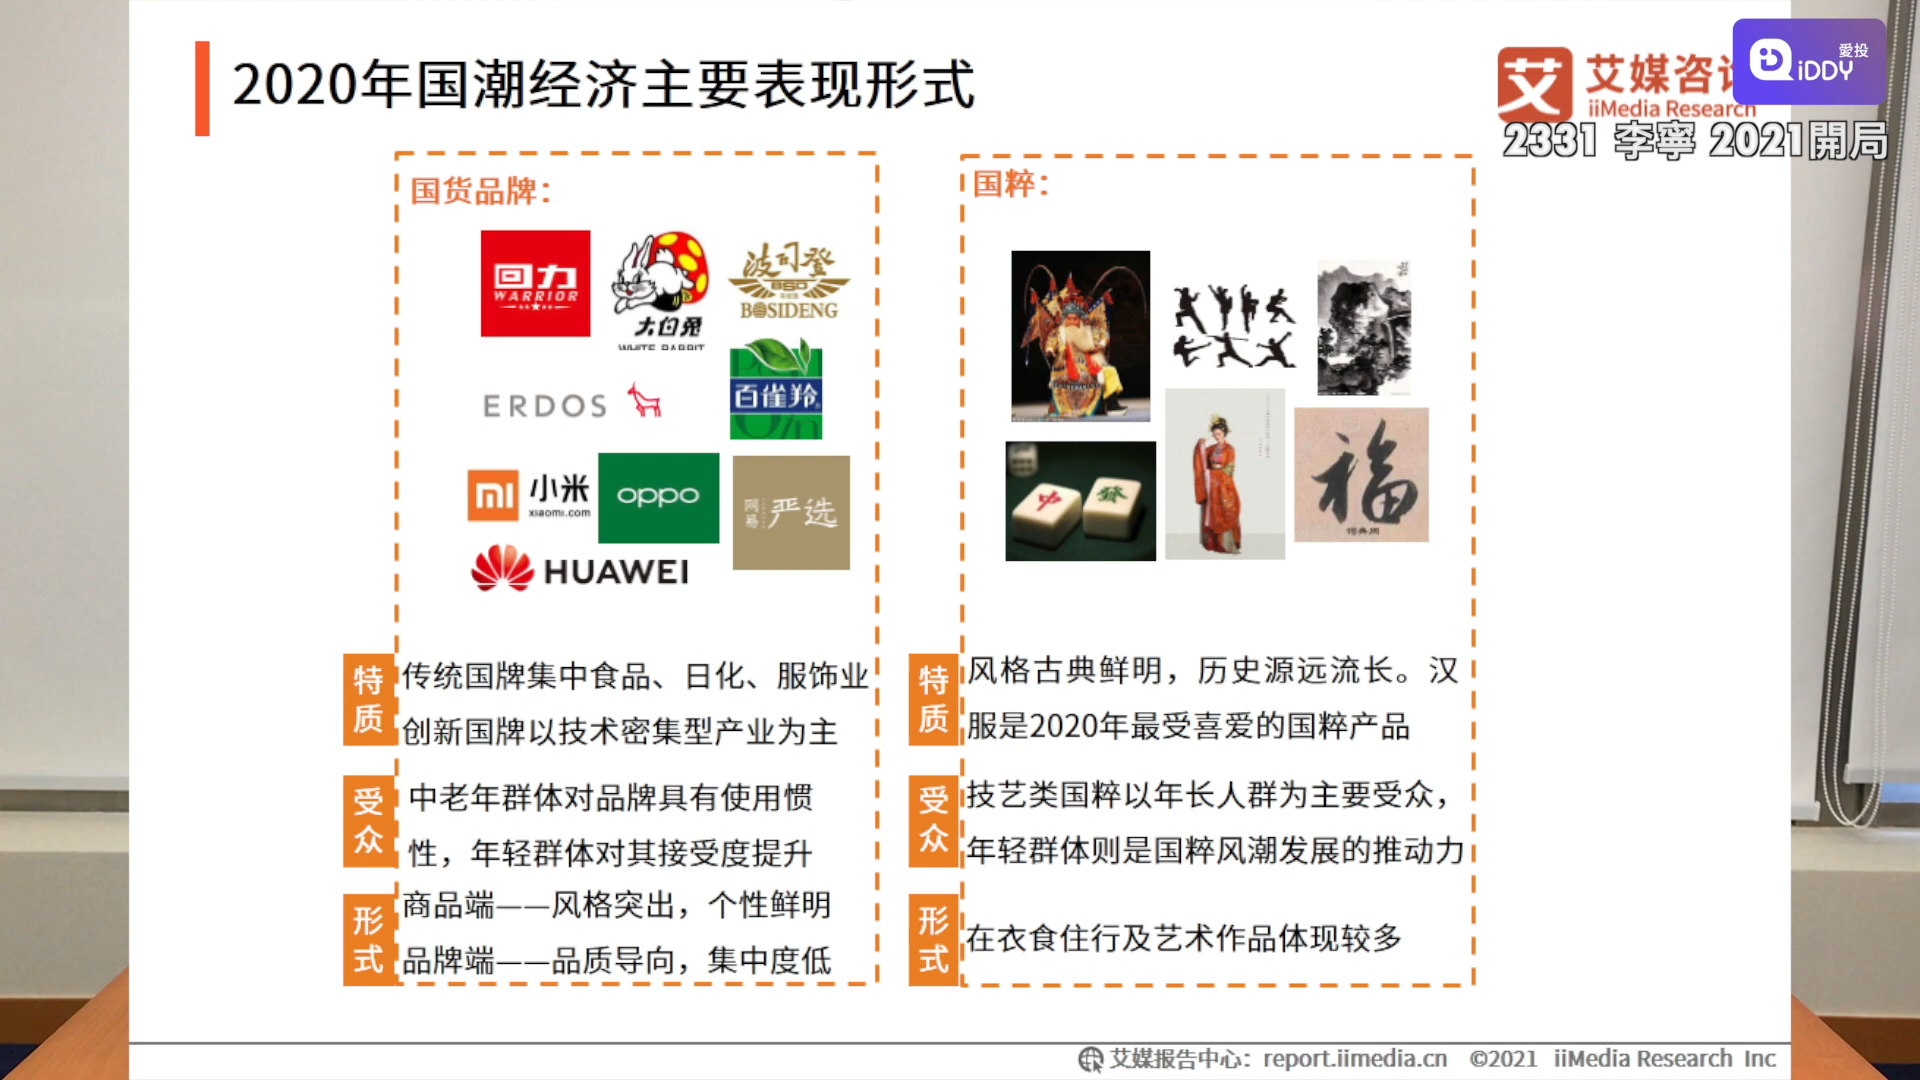 2020年国潮经济主要表现形式
艾媒咨
iiMedia Research
愛投
iDDY
2331 李寧 2021開局
国货品牌：
回力
WARRIOR
大白兔
WHITE RABBIT
波司登
BSD
BOSIDENG
ERDOS
百雀羚
小米
xiaomi.com
oppo
网易
严选
HUAWEI
国粹：
中
發
福
特质
传统国牌集中食品、日化、服饰业
创新国牌以技术密集型产业为主
受众
中老年群体对品牌具有使用惯
性，年轻群体对其接受度提升
形式
商品端——风格突出，个性鲜明
品牌端——品质导向，集中度低
特质
风格古典鲜明，历史源远流长。汉
服是2020年最受喜爱的国粹产品
受众
技艺类国粹以年长人群为主要受众，
年轻群体则是国粹风潮发展的推动力
形式
在衣食住行及艺术作品体现较多
艾媒报告中心：report.iimedia.cn ©2021 iiMedia Research Inc